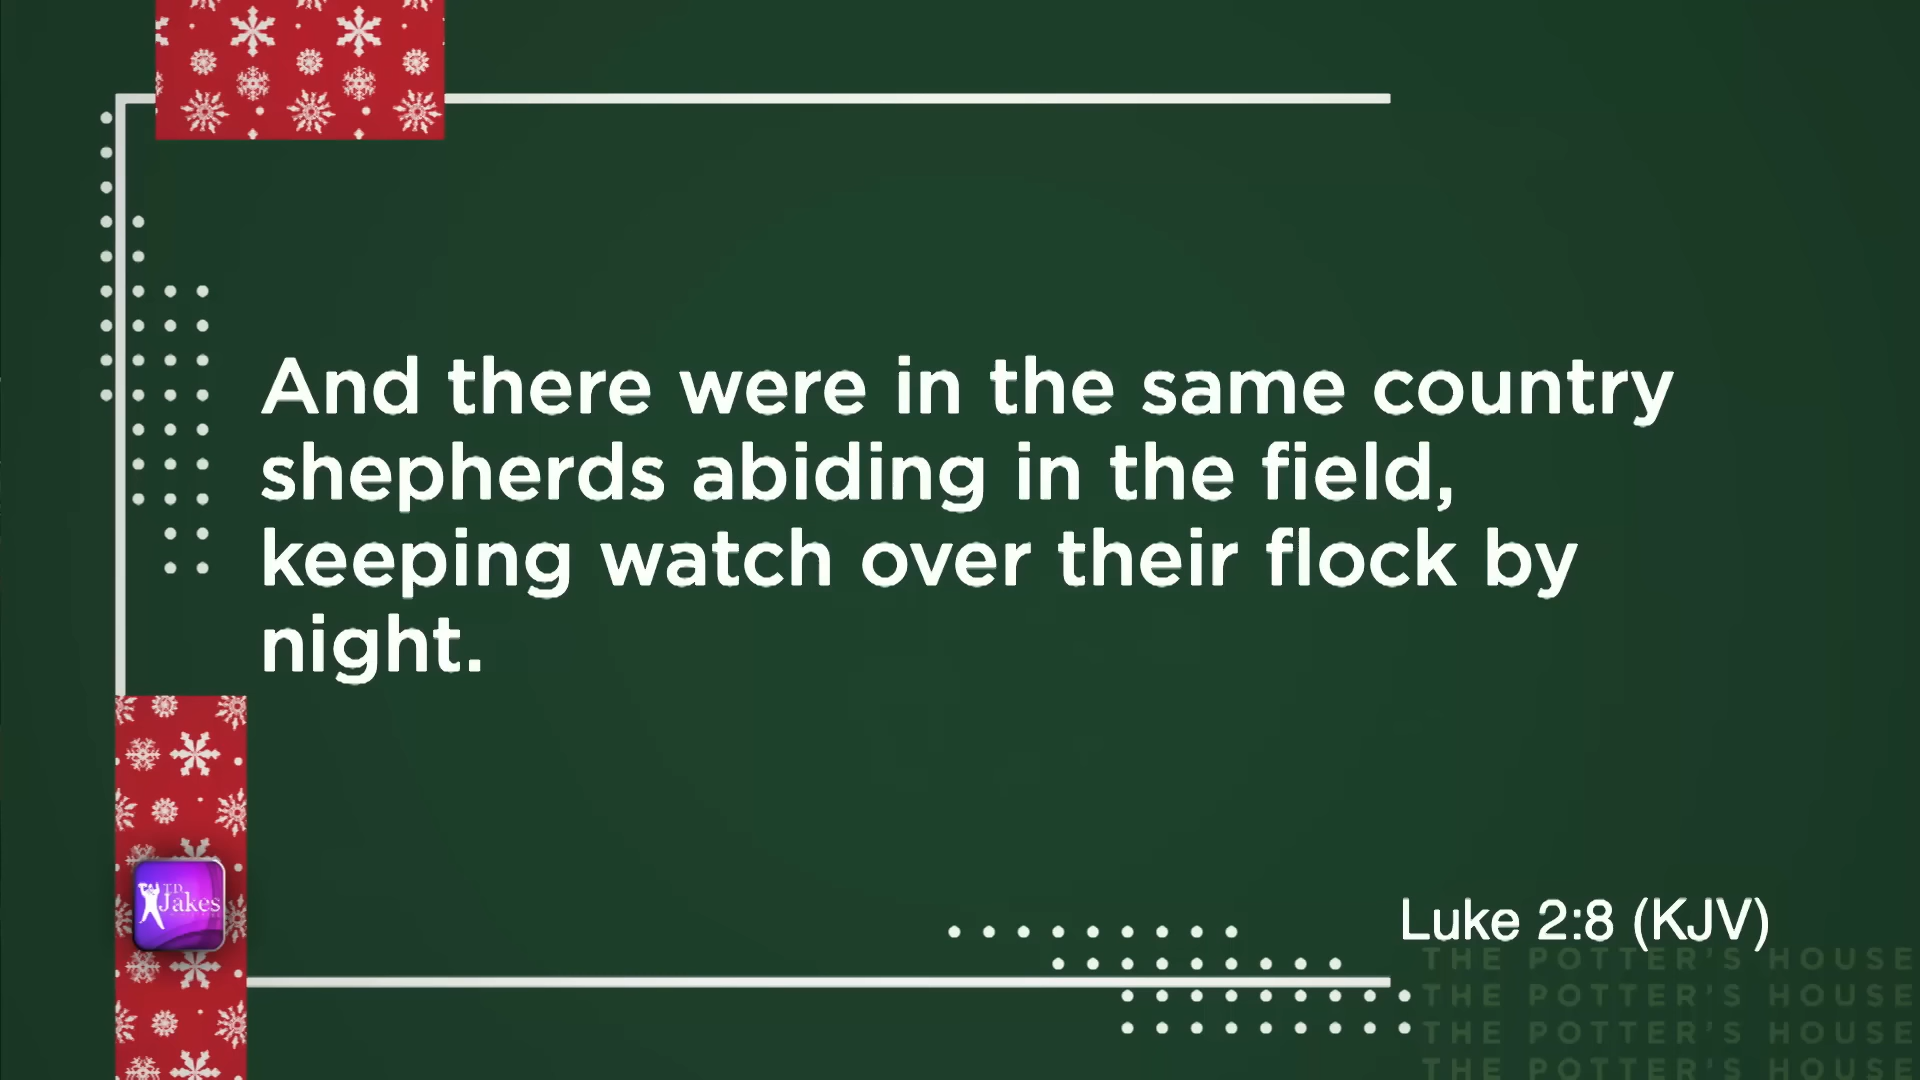 And there were in the same country
shepherds abiding in the field,
keeping watch over their flock by
night.
T.D.
Jakes
Luke 2:8 (KJV)
THE POTTER'S HOUSE
THE POTTER'S HOUSE
THE POTTER'S HOUSE
THE POTTER'S HOUSE